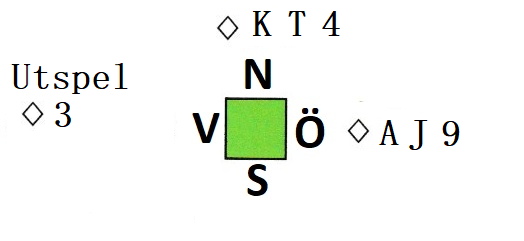 ♢ K T 4
Utspel
♢ 3
N
V
Ö
♢ A J 9
S